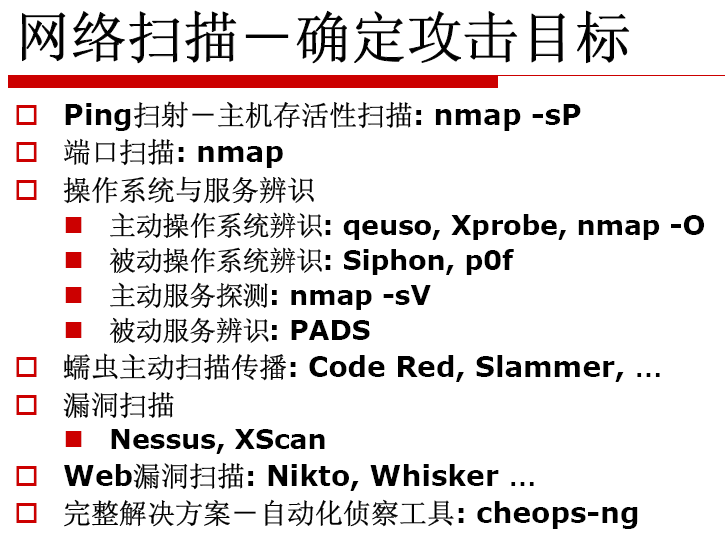 网络扫描－确定攻击目标
Ping扫射－主机存活性扫描: nmap -sP
端口扫描: nmap
操作系统与服务辨识
主动操作系统辨识: qeuso, Xprobe, nmap -O
被动操作系统辨识: Siphon, p0f
主动服务探测: nmap -sV
被动服务辨识: PADS
蠕虫主动扫描传播: Code Red, Slammer, …
漏洞扫描
Nessus, XScan
Web漏洞扫描: Nikto, Whisker …
完整解决方案－自动化侦察工具: cheops-ng